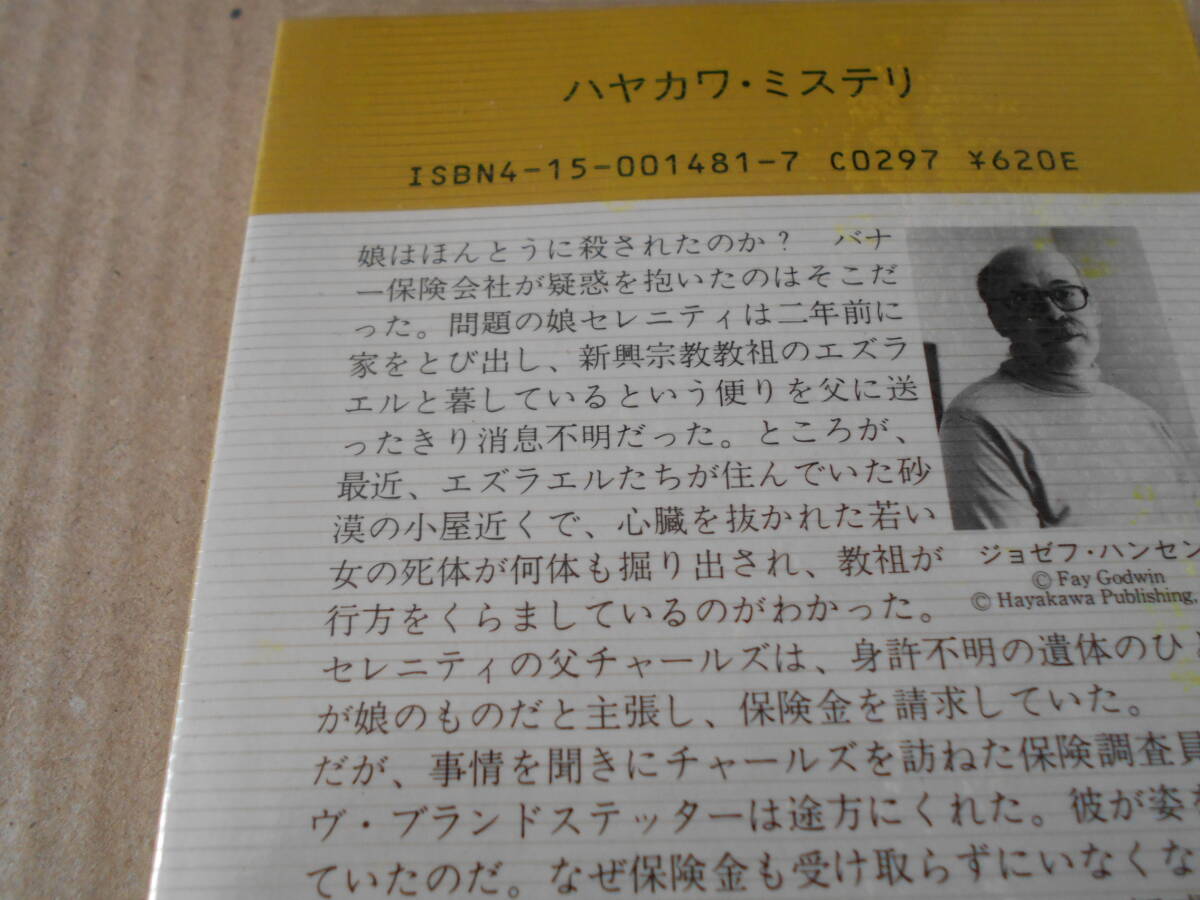 ハヤカワ・ミステリ
ISBN4-15-001481-7 C0297 ¥620E
娘はほんとうに殺されたのか？　バナ
ー保険会社が疑惑を抱いたのはそこだ
った。問題の娘セレニティは二年前に
家をとび出し、新興宗教教祖のエズラ
エルと暮しているという便りを父に送
ったきり消息不明だった。ところが、
最近、エズラエルたちが住んでいた砂
漠の小屋近くで、心臓を抜かれた若い
女の死体が何体も掘り出され、教祖が
行方をくらましているのがわかった。
セレニティの父チャールズは、身許不明の遺体のひ
が娘のものだと主張し、保険金を請求していた。
だが、事情を聞きにチャールズを訪ねた保険調査員
ヴ・ブランドステッターは途方にくれた。彼が姿を
ていたのだ。なぜ保険金も受け取らずにいなくな
ジョゼフ・ハンセン
© Fay Godwin
© Hayakawa Publishing,